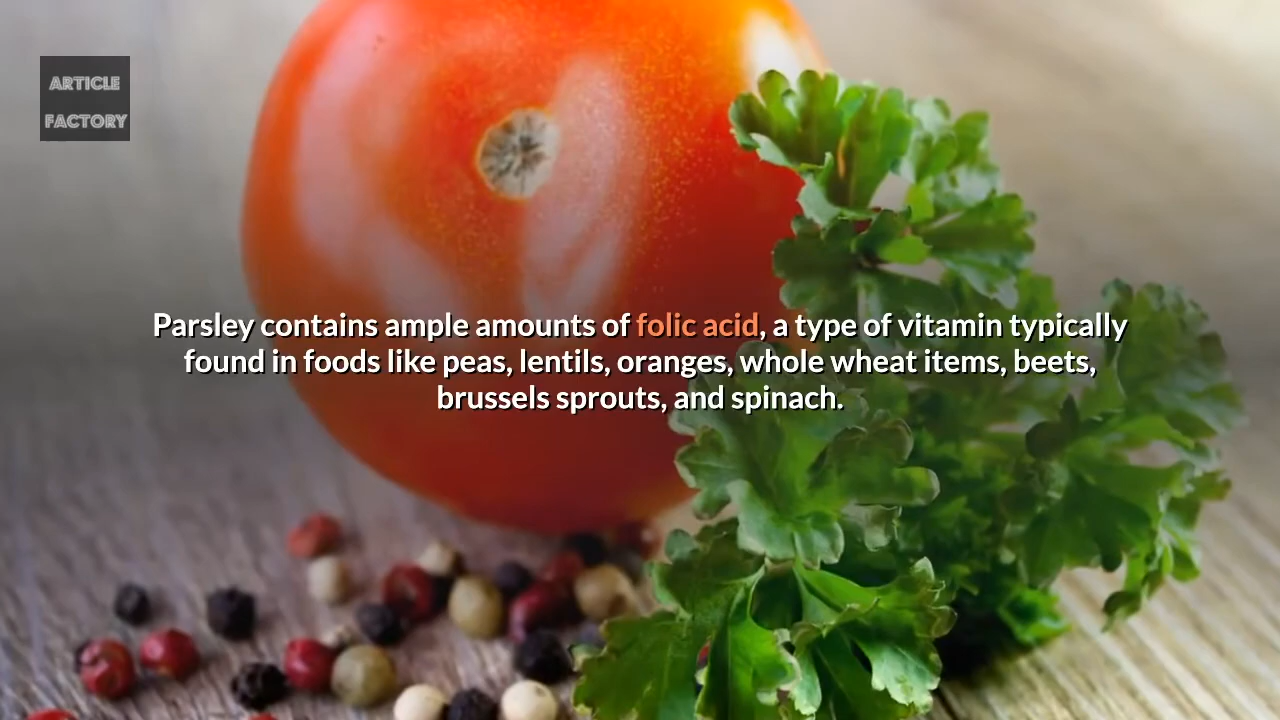 ARTICLE
FACTORY
Parsley contains ample amounts of folic acid, a type of vitamin typically
found in foods like peas, lentils, oranges, whole wheat items, beets,
brussels sprouts, and spinach.